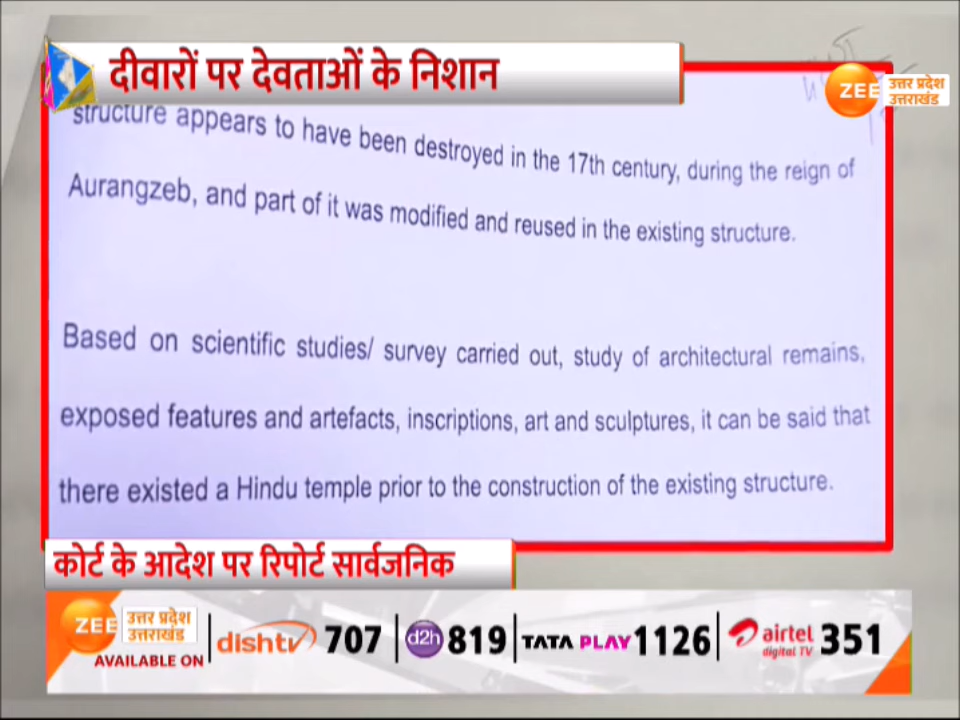 दीवारों पर देवताओं के निशान
ZEE उत्तर प्रदेश
उत्तराखंड
structure appears to have been destroyed in the 17th century, during the reign of
Aurangzeb, and part of it was modified and reused in the existing structure.
Based on scientific studies/ survey carried out, study of architectural remains,
exposed features and artefacts, inscriptions, art and sculptures, it can be said that
there existed a Hindu temple prior to the construction of the existing structure.
कोर्ट के आदेश पर रिपोर्ट सार्वजनिक
ZEE उत्तर प्रदेश
उत्तराखंड
AVAILABLE ON
dishtv 707
d2h 819
TATA PLAY 1126
airtel
digital TV
351